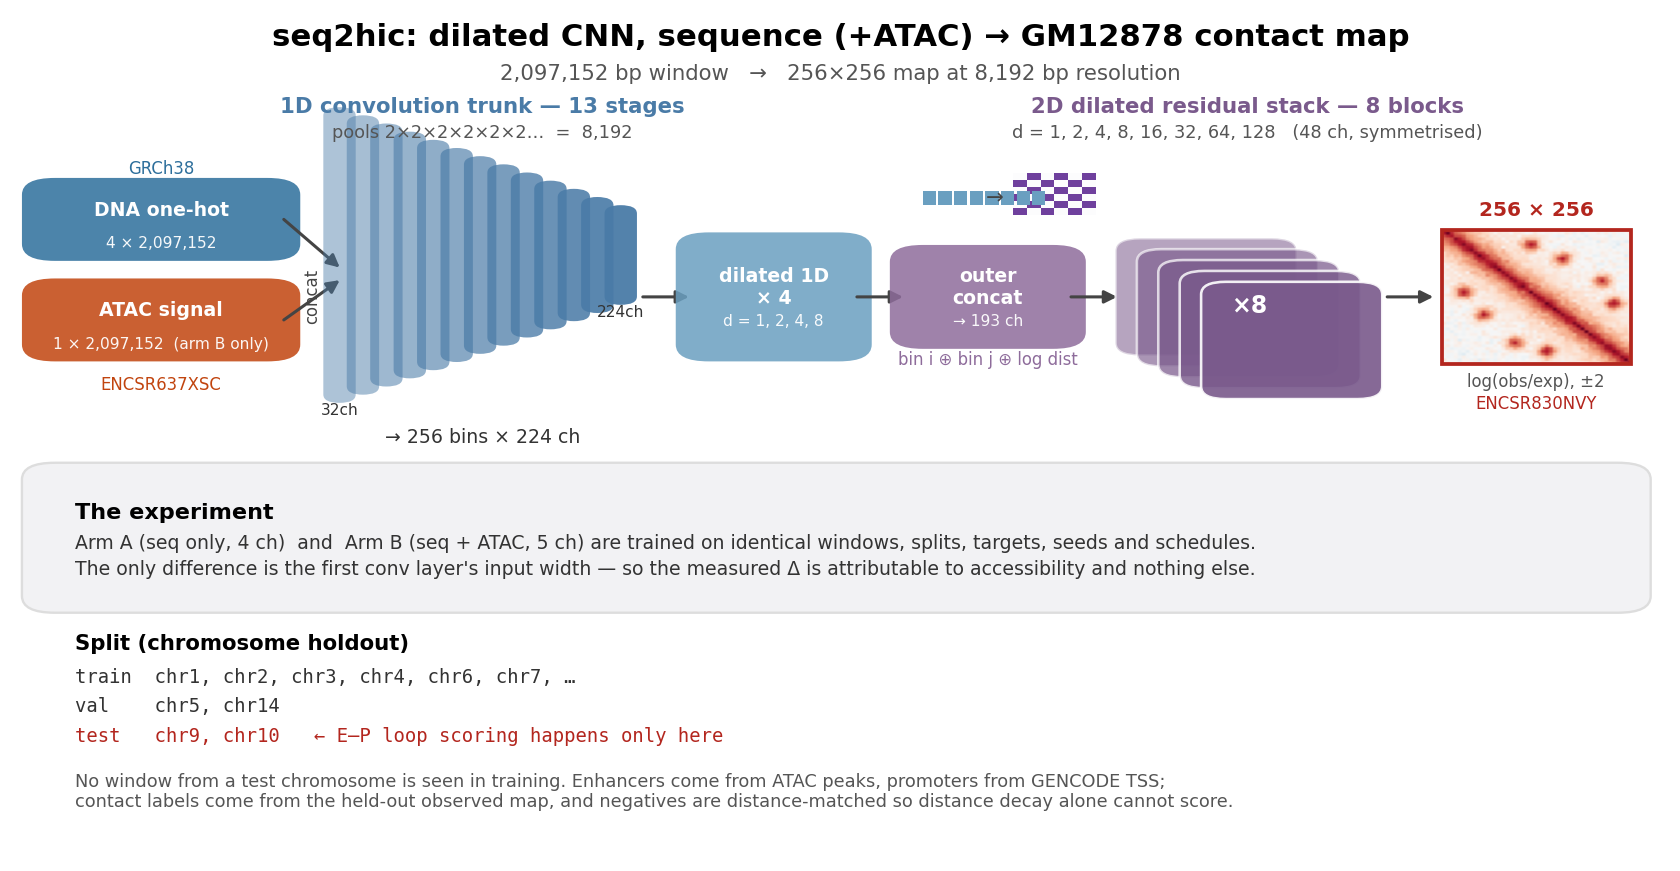 seq2hic: dilated CNN, sequence (+ATAC) → GM12878 contact map
2,097,152 bp window → 256×256 map at 8,192 bp resolution
1D convolution trunk — 13 stages
pools 2×2×2×2×2×2… = 8,192
2D dilated residual stack — 8 blocks
d = 1, 2, 4, 8, 16, 32, 64, 128 (48 ch, symmetrised)
GRCh38
DNA one-hot
4 × 2,097,152
ATAC signal
1 × 2,097,152 (arm B only)
ENCSR637XSC
concat
32ch
224ch
→ 256 bins × 224 ch
dilated 1D
× 4
d = 1, 2, 4, 8
→
outer
concat
→ 193 ch
bin i ⊕ bin j ⊕ log dist
×8
256 × 256
log(obs/exp), ±2
ENCSR830NVY
The experiment
Arm A (seq only, 4 ch) and Arm B (seq + ATAC, 5 ch) are trained on identical windows, splits, targets, seeds and schedules.
The only difference is the first conv layer's input width — so the measured Δ is attributable to accessibility and nothing else.
Split (chromosome holdout)
train chr1, chr2, chr3, chr4, chr6, chr7, …
val chr5, chr14
test chr9, chr10 ← E–P loop scoring happens only here
No window from a test chromosome is seen in training. Enhancers come from ATAC peaks, promoters from GENCODE TSS;
contact labels come from the held-out observed map, and negatives are distance-matched so distance decay alone cannot score.